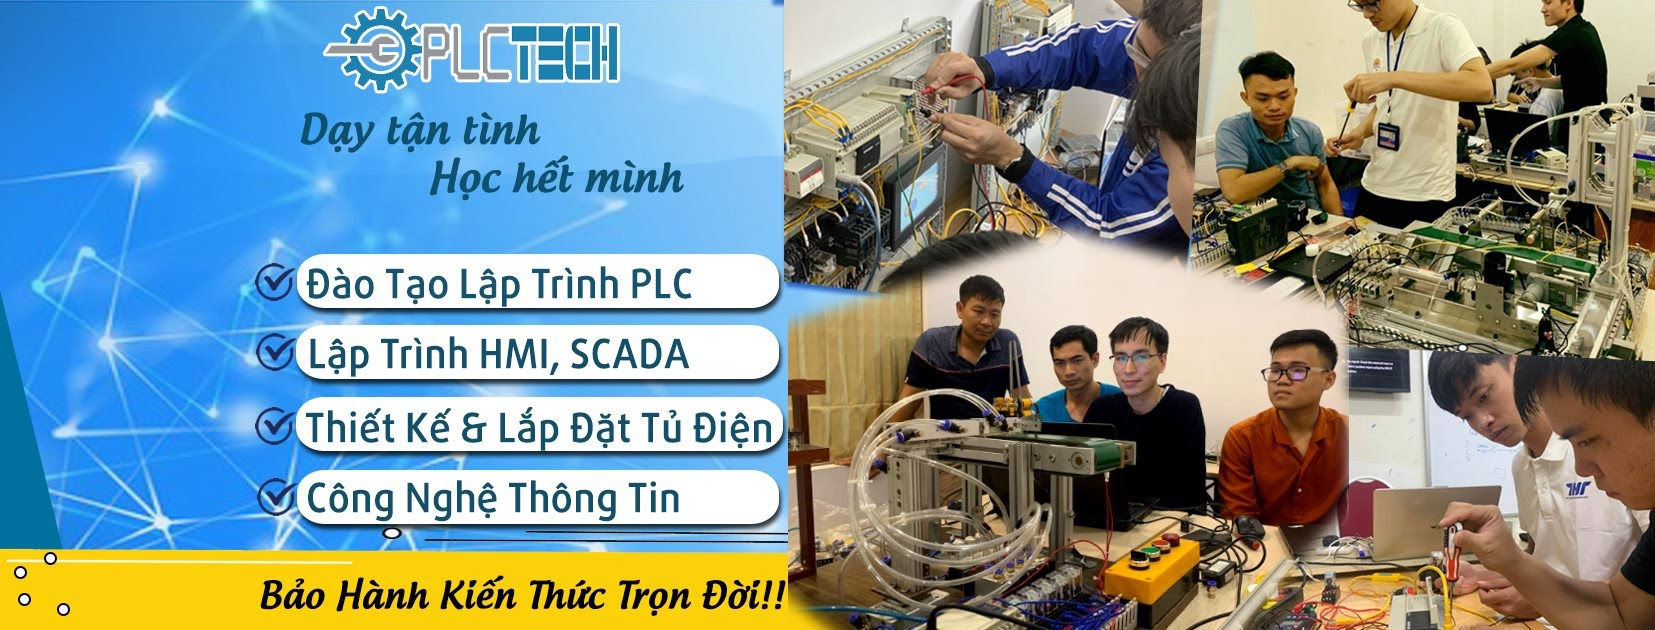 PLCTECH
Dạy tận tình
Học hết mình
Đào Tạo Lập Trình PLC
Lập Trình HMI, SCADA
Thiết Kế & Lắp Đặt Tủ Điện
Công Nghệ Thông Tin
Bảo Hành Kiến Thức Trọn Đời!!